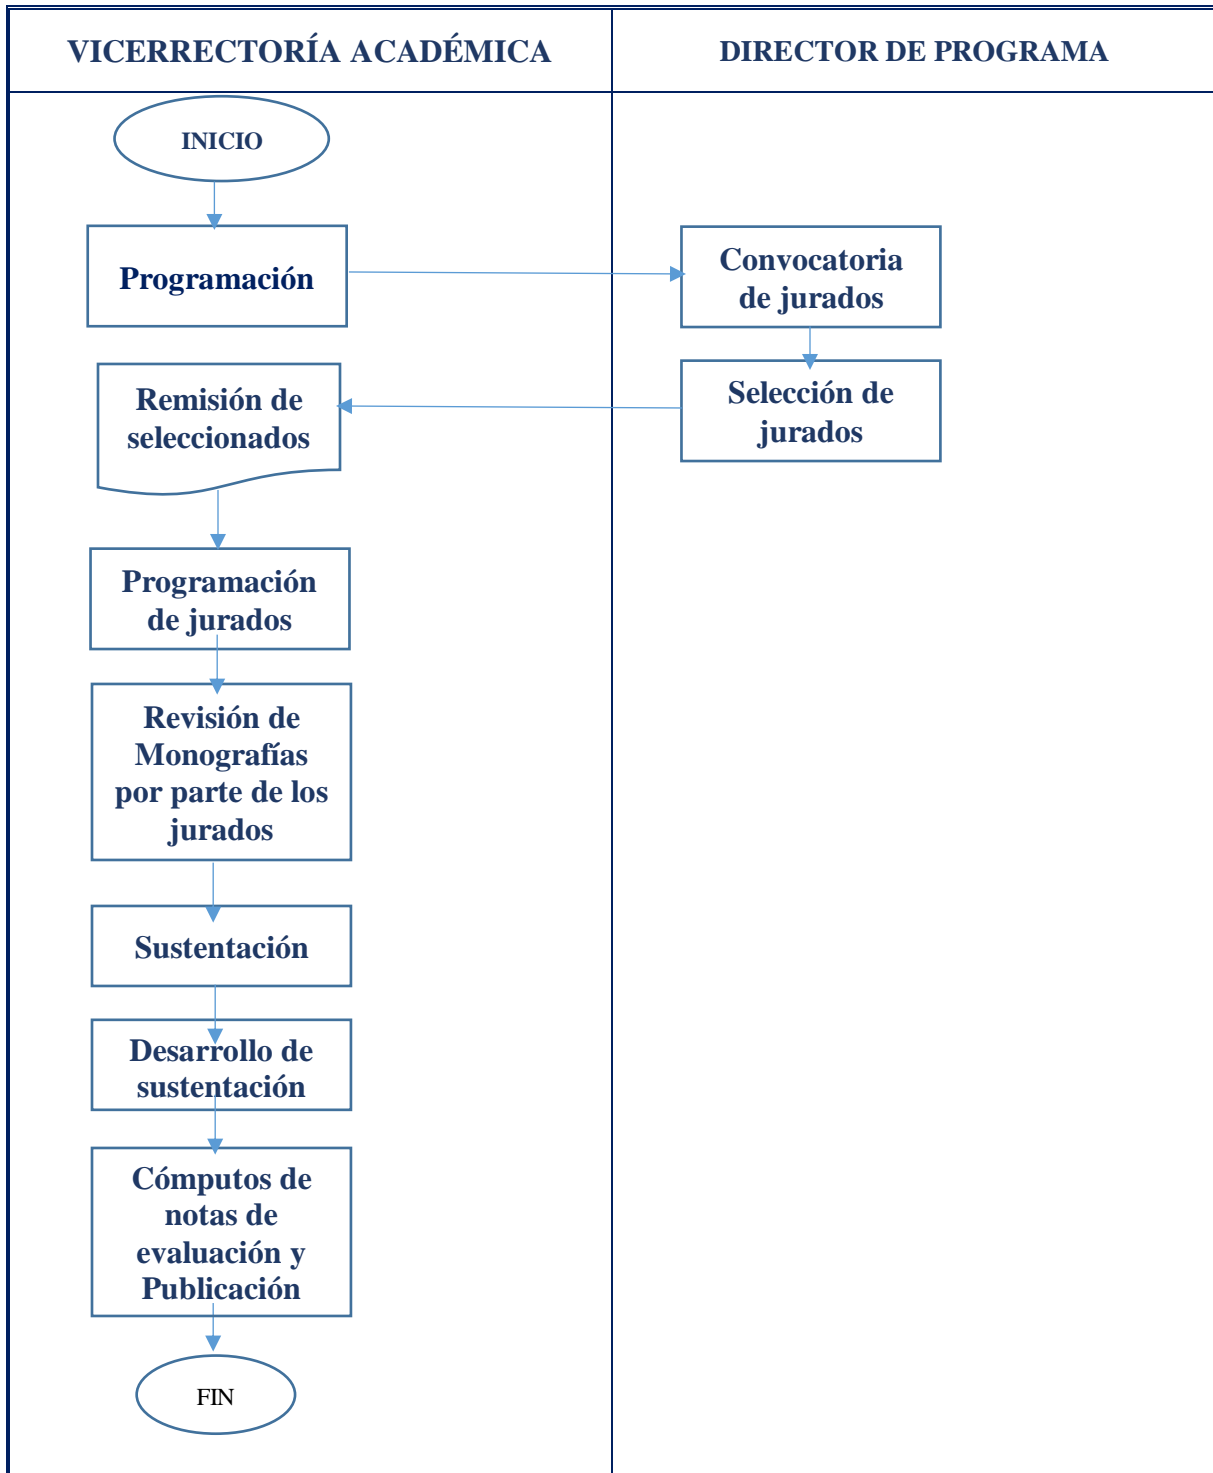 VICERRECTORÍA ACADÉMICA
DIRECTOR DE PROGRAMA
INICIO
Programación
Convocatoria
de jurados
Selección de
jurados
Remisión de
seleccionados
Programación
de jurados
Revisión de
Monografías
por parte de los
jurados
Sustentación
Desarrollo de
sustentación
Cómputos de
notas de
evaluación y
Publicación
FIN